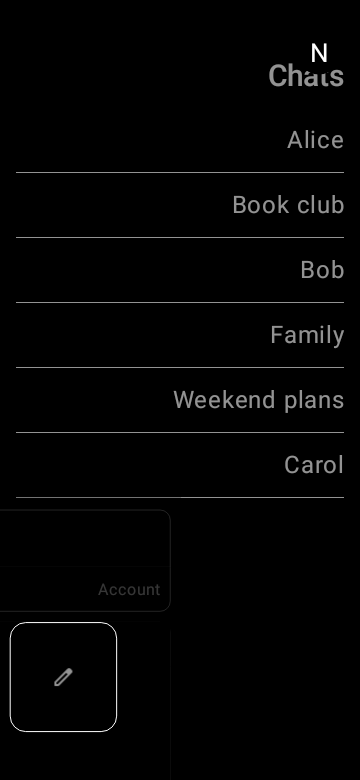 N
Chats
Alice
Book club
Bob
Family
Weekend plans
Carol
Account